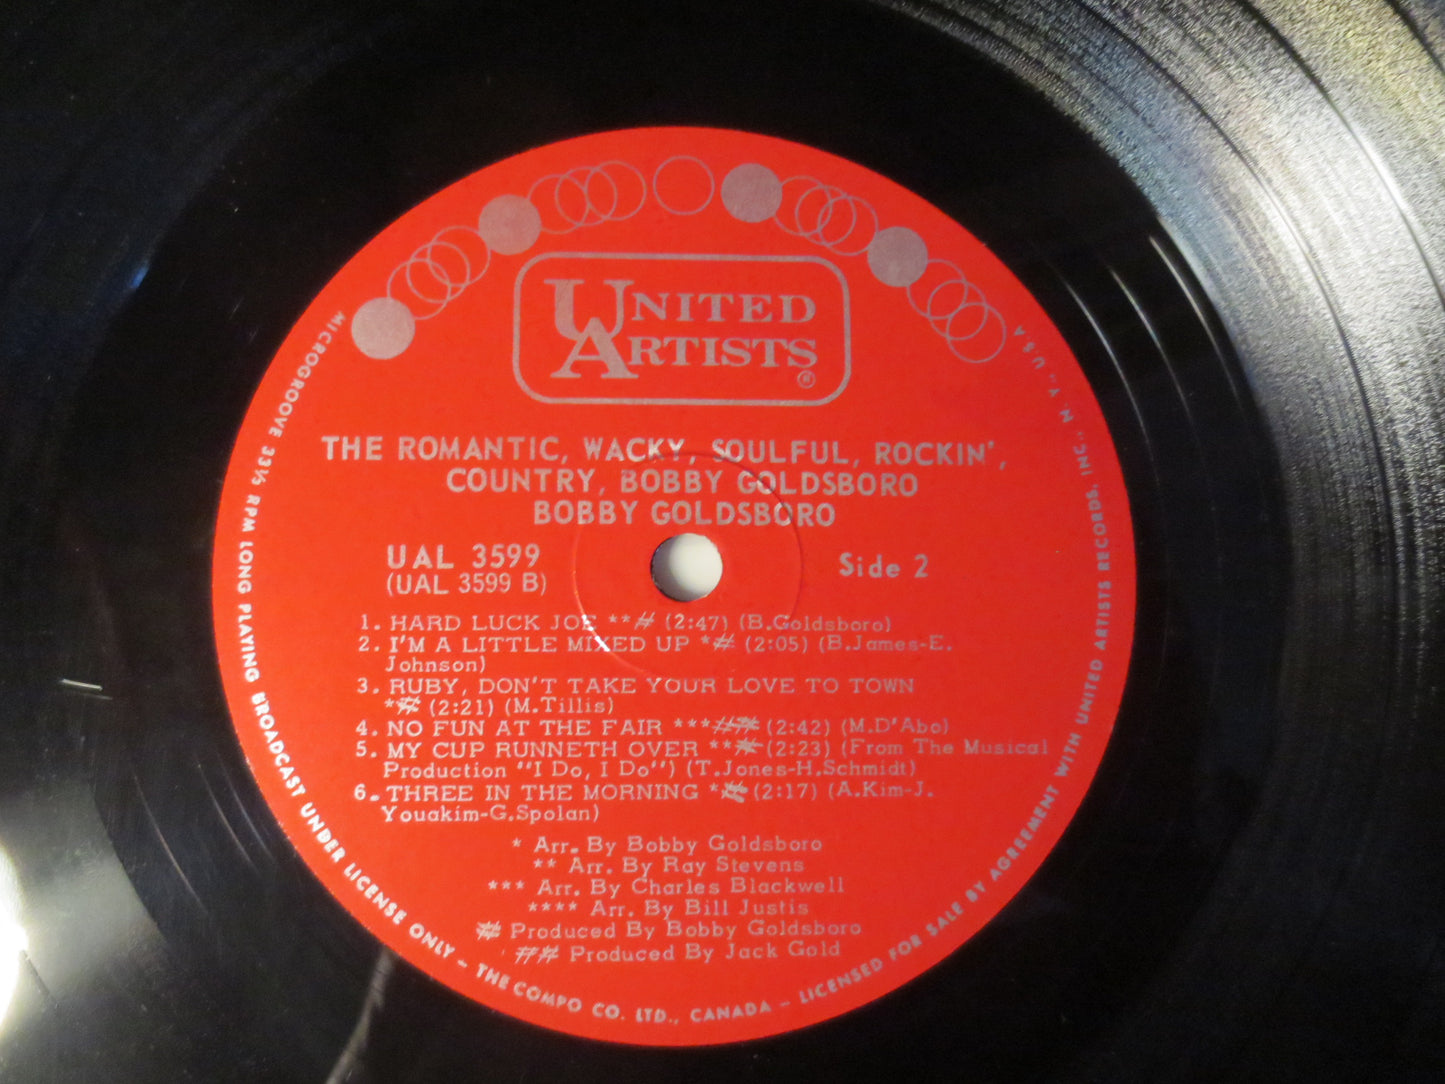 UNITED
ARTISTS
®
THE ROMANTIC, WACKY, SOULFUL, ROCKIN',
COUNTRY, BOBBY GOLDSBORO
BOBBY GOLDSBORO
UAL 3599
(UAL 3599 B)
Side 2
1. HARD LUCK JOE **# (2:47) (B.Goldsboro)
2. I'M A LITTLE MIXED UP *# (2:05) (B.James-E.
Johnson)
3. RUBY, DON'T TAKE YOUR LOVE TO TOWN
*# (2:21) (M.Tillis)
4. NO FUN AT THE FAIR ***## (2:42) (M.D'Abo)
5. MY CUP RUNNETH OVER **# (2:23) (From The Musical
Production "I Do, I Do") (T.Jones-H.Schmidt)
6. THREE IN THE MORNING *# (2:17) (A.Kim-J.
Youakim-G.Spolan)
* Arr. By Bobby Goldsboro
** Arr. By Ray Stevens
*** Arr. By Charles Blackwell
**** Arr. By Bill Justis
# Produced By Bobby Goldsboro
## Produced By Jack Gold
MICROGROOVE 33⅓ RPM LONG PLAYING BROADCAST UNDER LICENSE ONLY - THE COMPO CO. LTD., CANADA - LICENSED FOR SALE BY AGREEMENT WITH UNITED ARTISTS RECORDS, INC., N. Y., USA